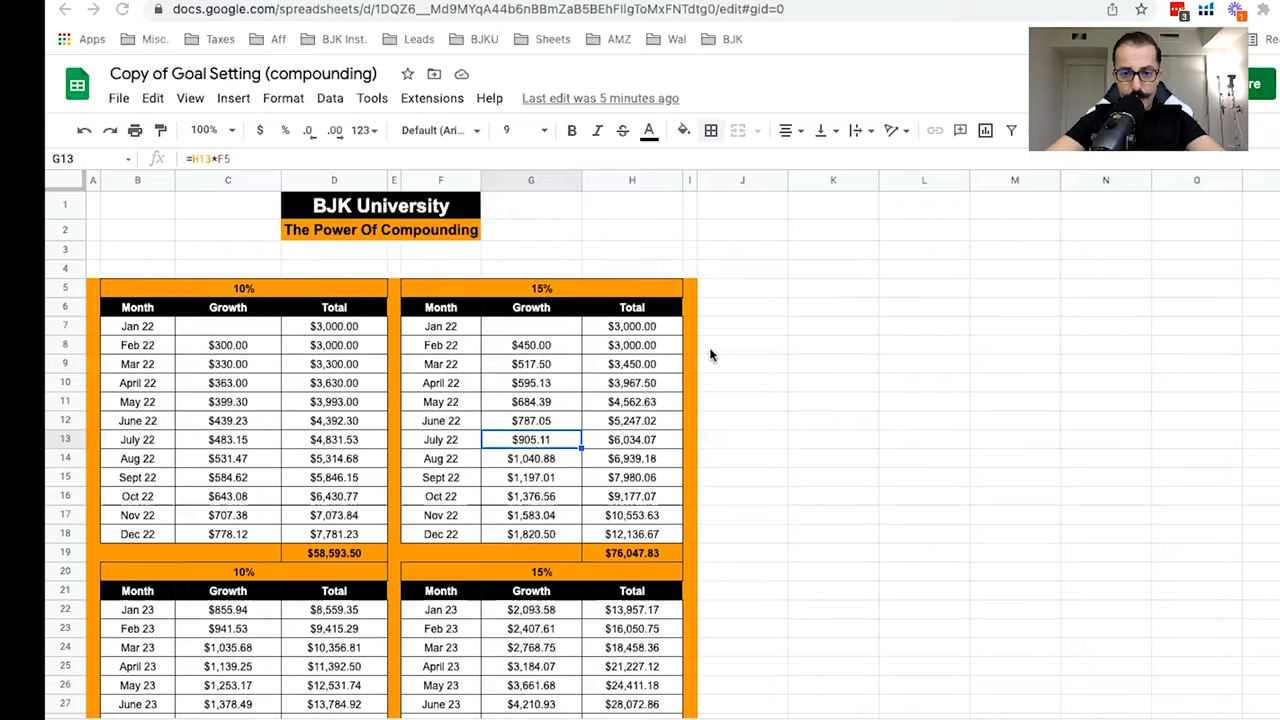 docs.google.com/spreadsheets/d/1DQZ6__Md9MYqA44b6nBBmZaB5BEhFIlgToMxFNTdtg0/edit#gid=0
Apps Misc. Taxes Aff BJK Inst. Leads BJKU Sheets AMZ Wal BJK
Copy of Goal Setting (compounding)
File Edit View Insert Format Data Tools Extensions Help Last edit was 5 minutes ago
100% $ % .0 .00 123 Default (Ari... 9 B I S A
G13 fx =H13*F5
A B C D E F G H I J K L M N O
1 BJK University
2 The Power Of Compounding
3
4
5 10% 15%
6 Month Growth Total Month Growth Total
7 Jan 22 $3,000.00 Jan 22 $3,000.00
8 Feb 22 $300.00 $3,000.00 Feb 22 $450.00 $3,000.00
9 Mar 22 $330.00 $3,300.00 Mar 22 $517.50 $3,450.00
10 April 22 $363.00 $3,630.00 April 22 $595.13 $3,967.50
11 May 22 $399.30 $3,993.00 May 22 $684.39 $4,562.63
12 June 22 $439.23 $4,392.30 June 22 $787.05 $5,247.02
13 July 22 $483.15 $4,831.53 July 22 $905.11 $6,034.07
14 Aug 22 $531.47 $5,314.68 Aug 22 $1,040.88 $6,939.18
15 Sept 22 $584.62 $5,846.15 Sept 22 $1,197.01 $7,980.06
16 Oct 22 $643.08 $6,430.77 Oct 22 $1,376.56 $9,177.07
17 Nov 22 $707.38 $7,073.84 Nov 22 $1,583.04 $10,553.63
18 Dec 22 $778.12 $7,781.23 Dec 22 $1,820.50 $12,136.67
19 $58,593.50 $76,047.83
20 10% 15%
21 Month Growth Total Month Growth Total
22 Jan 23 $855.94 $8,559.35 Jan 23 $2,093.58 $13,957.17
23 Feb 23 $941.53 $9,415.29 Feb 23 $2,407.61 $16,050.75
24 Mar 23 $1,035.68 $10,356.81 Mar 23 $2,768.75 $18,458.36
25 April 23 $1,139.25 $11,392.50 April 23 $3,184.07 $21,227.12
26 May 23 $1,253.17 $12,531.74 May 23 $3,661.68 $24,411.18
27 June 23 $1,378.49 $13,784.92 June 23 $4,210.93 $28,072.86